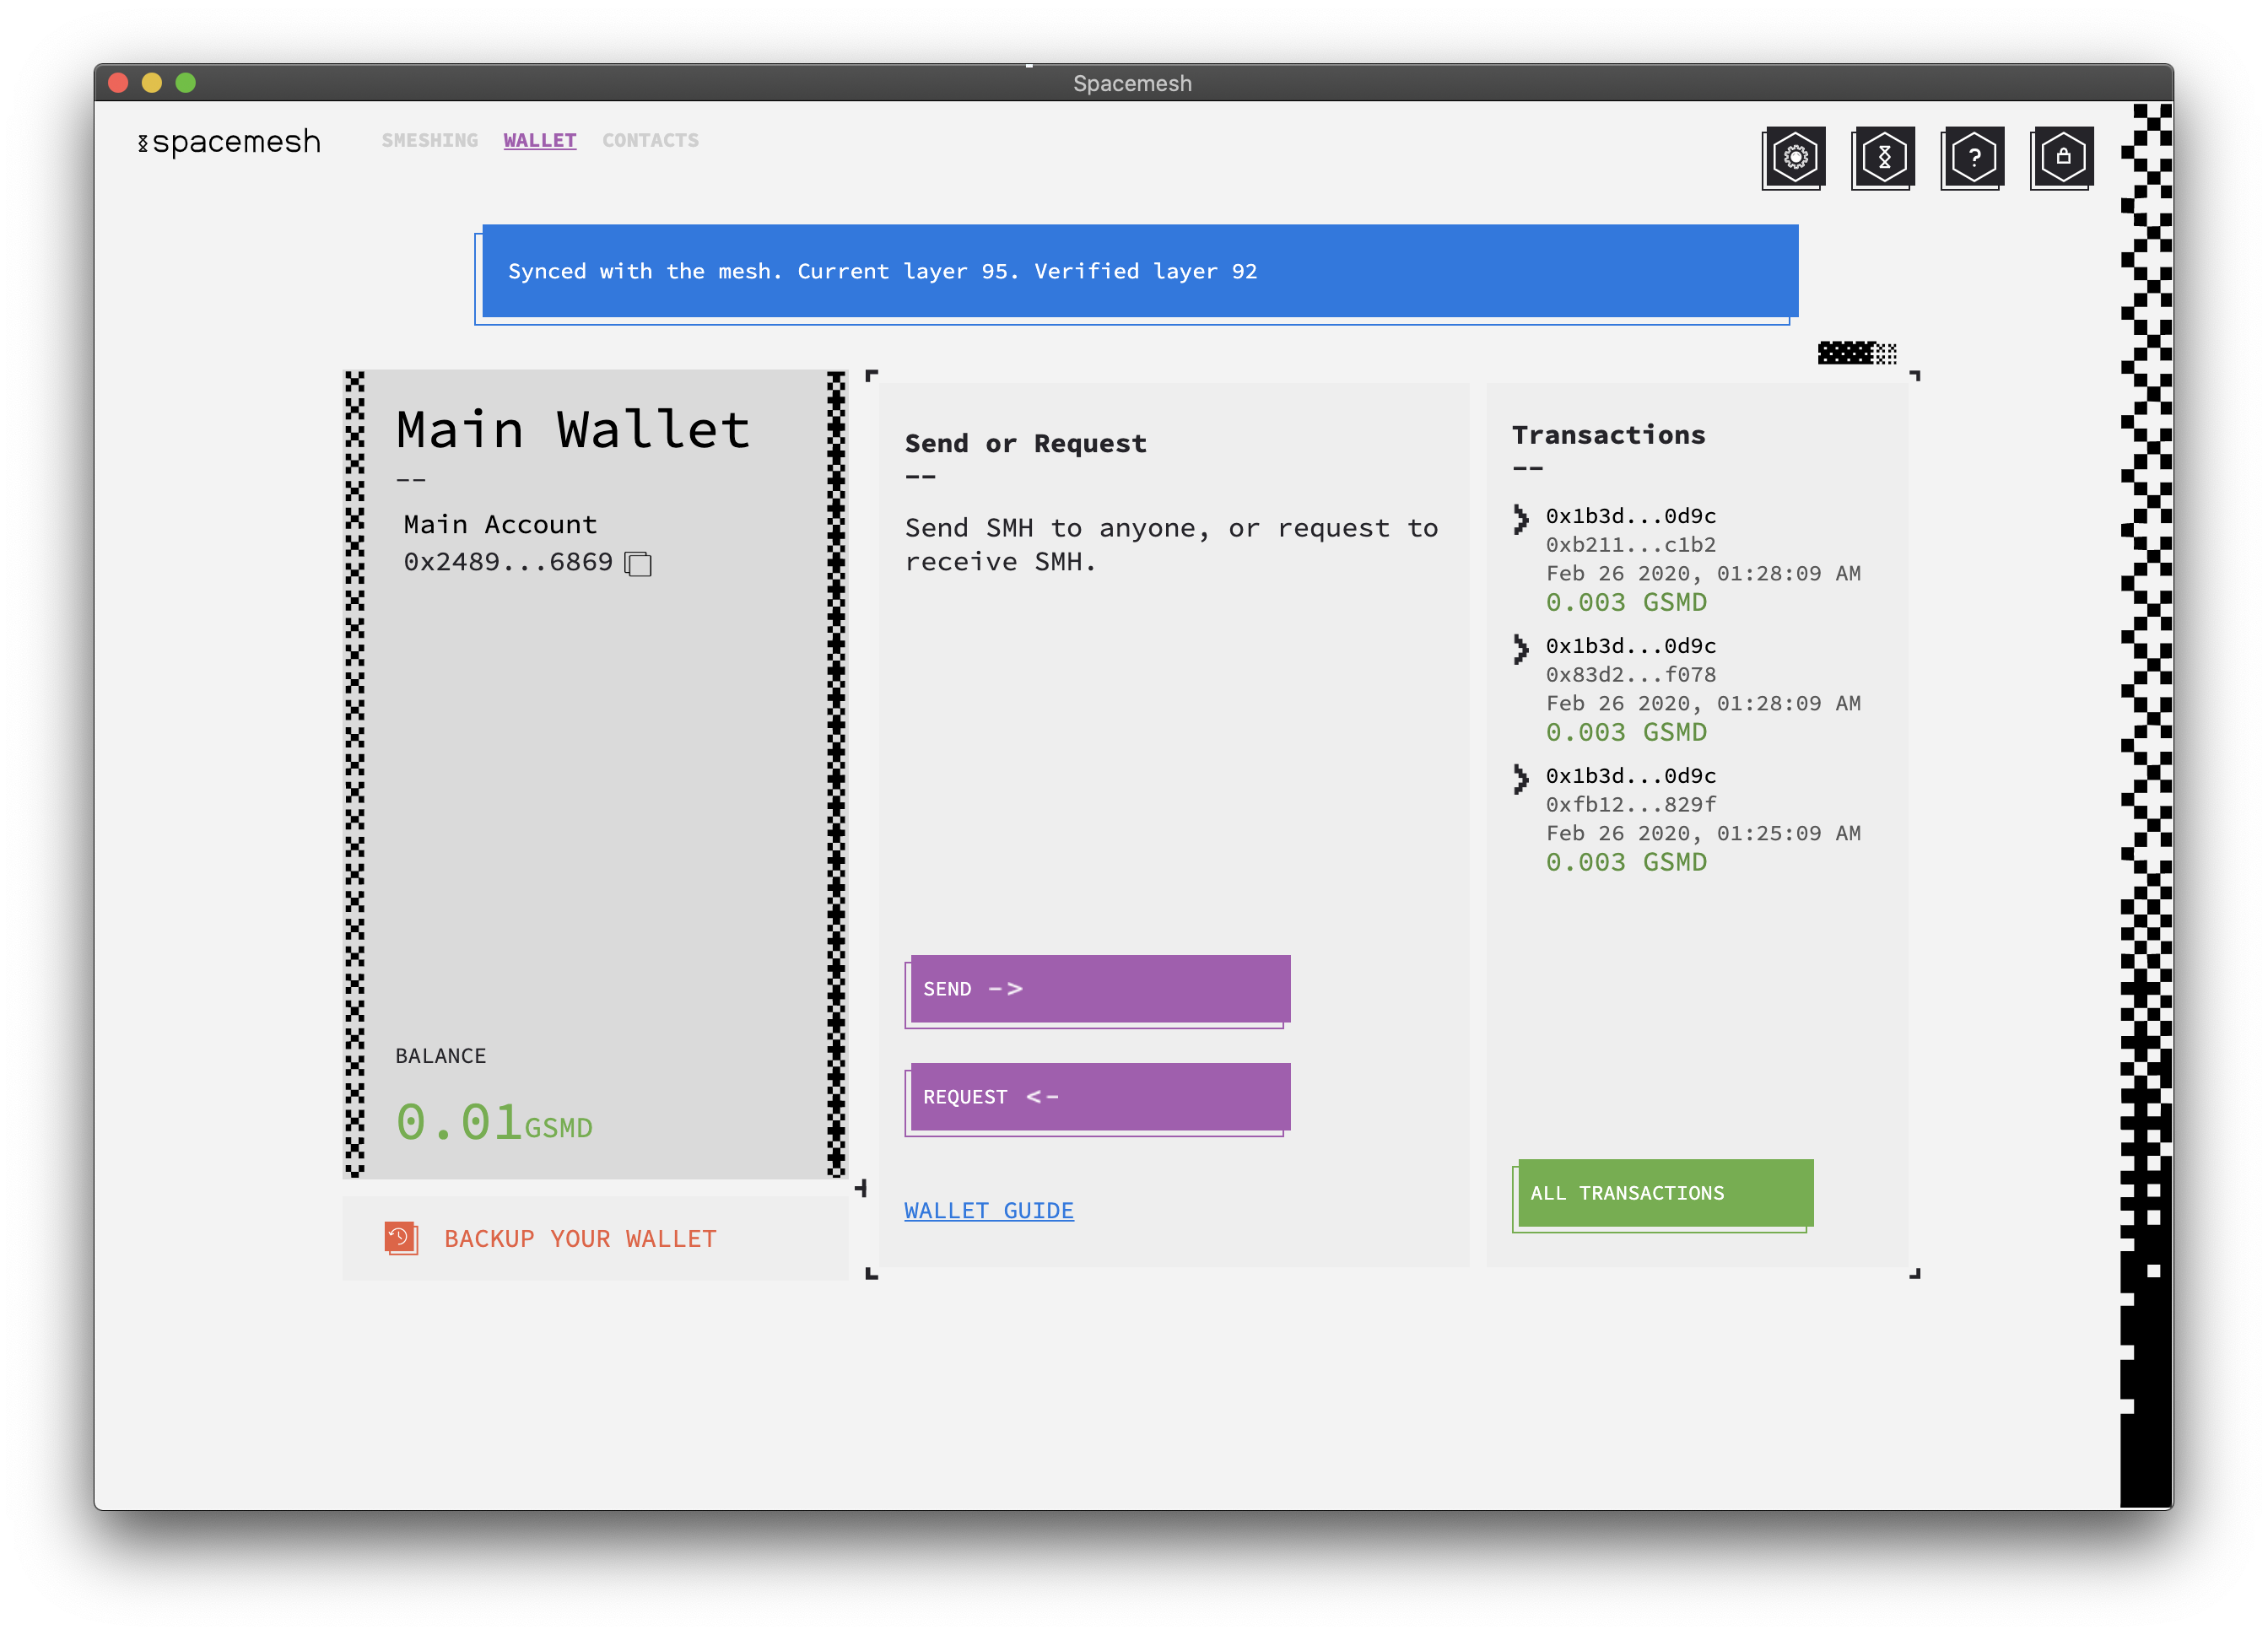 Spacemesh
spacemesh
SMESHING WALLET CONTACTS
?
Synced with the mesh. Current layer 95. Verified layer 92
Main Wallet
--
Main Account
0x2489...6869
BALANCE
0.01GSMD
BACKUP YOUR WALLET
Send or Request
--
Send SMH to anyone, or request to
receive SMH.
SEND ->
REQUEST <-
WALLET GUIDE
Transactions
--
0x1b3d...0d9c
0xb211...c1b2
Feb 26 2020, 01:28:09 AM
0.003 GSMD
0x1b3d...0d9c
0x83d2...f078
Feb 26 2020, 01:28:09 AM
0.003 GSMD
0x1b3d...0d9c
0xfb12...829f
Feb 26 2020, 01:25:09 AM
0.003 GSMD
ALL TRANSACTIONS